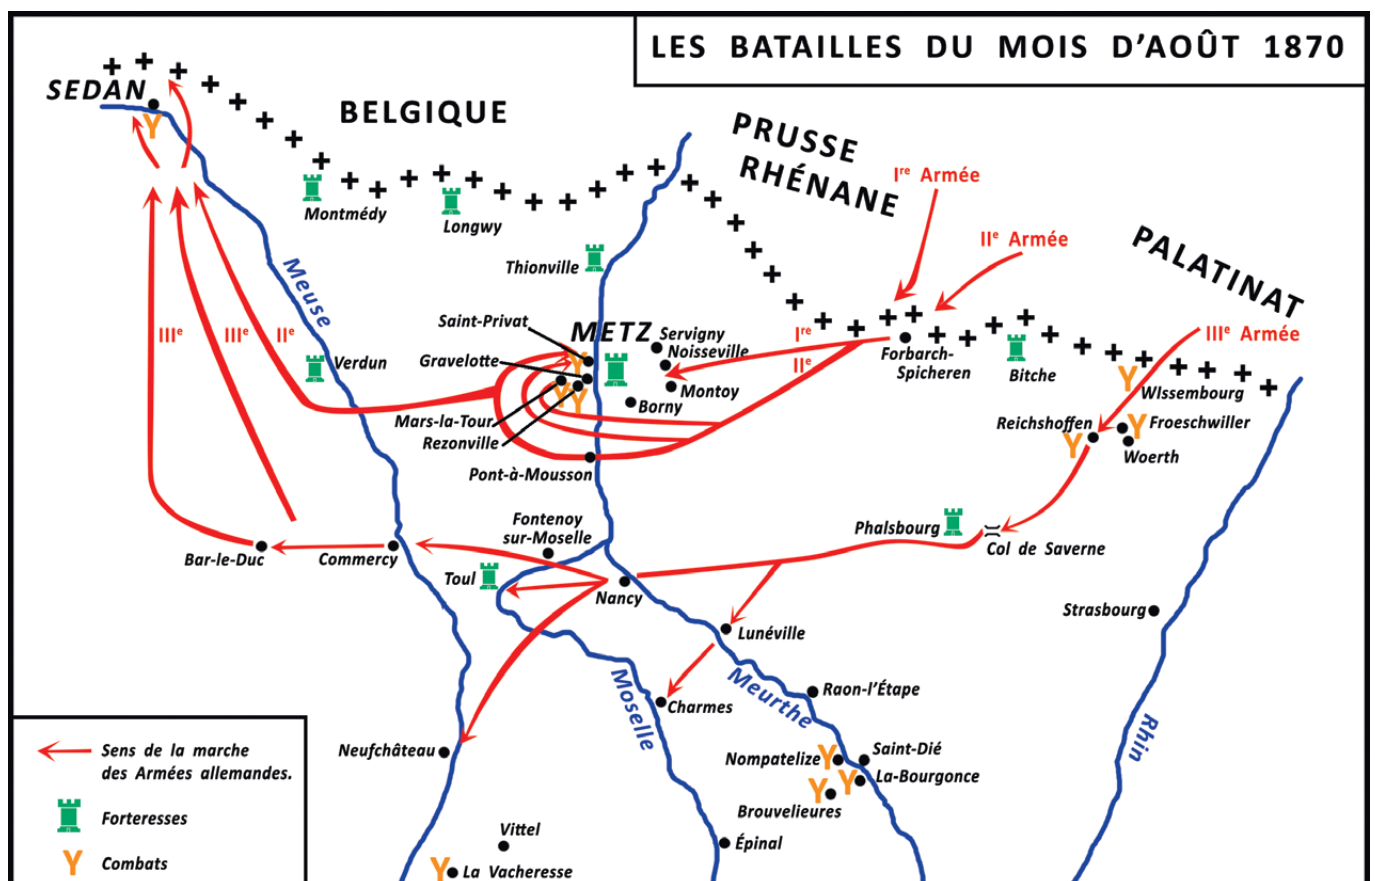 LES BATAILLES DU MOIS D'AOÛT 1870
SEDAN
BELGIQUE
PRUSSE
RHÉNANE
Iʳᵉ Armée
IIᵉ Armée
PALATINAT
Montmédy
Longwy
Thionville
Meuse
IIIᵉ
IIIᵉ
IIᵉ
Verdun
Saint-Privat
METZ
Gravelotte
Servigny
Noisseville
Montoy
Borny
Mars-la-Tour
Rezonville
Pont-à-Mousson
Iʳᵉ
IIᵉ
Forbarch-
Spicheren
Bitche
IIIᵉ Armée
WIssembourg
Reichshoffen
Froeschwiller
Woerth
Phalsbourg
Col de Saverne
Fontenoy
sur-Moselle
Bar-le-Duc
Commercy
Toul
Nancy
Strasbourg
Lunéville
Meurthe
Moselle
Charmes
Raon-l'Étape
Rhin
Neufchâteau
Nompatelize
Saint-Dié
La-Bourgonce
Brouvelieures
Vittel
Épinal
La Vacheresse
Sens de la marche
des Armées allemandes.
Forteresses
Combats